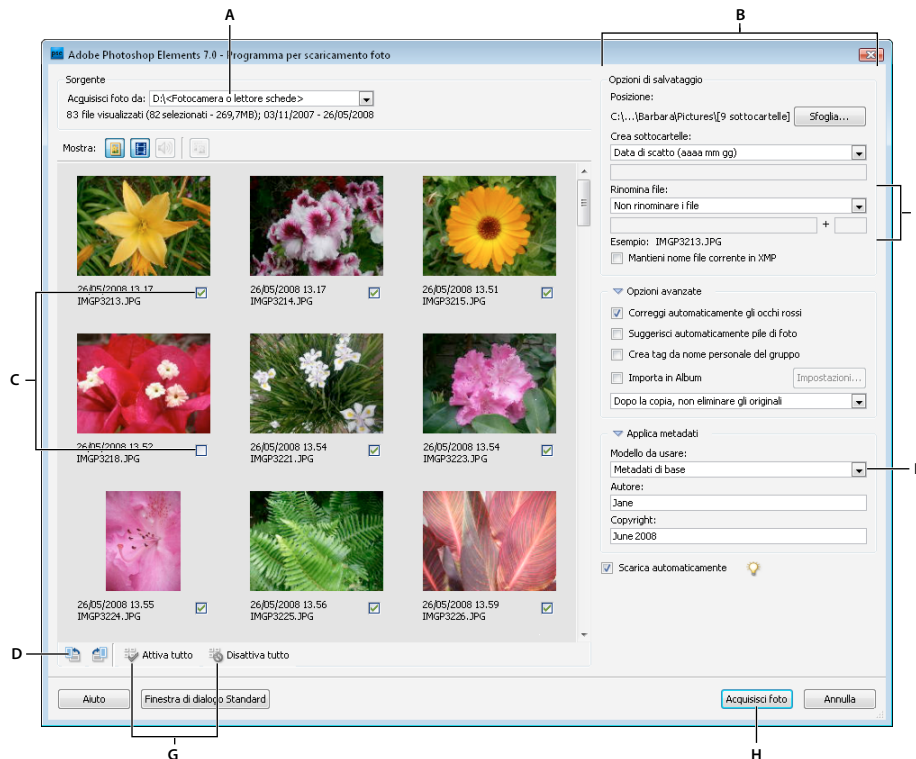 A
B
Adobe Photoshop Elements 7.0 - Programma per scaricamento foto
Sorgente
Acquisisci foto da: D:\<Fotocamera o lettore schede>
83 file visualizzati (82 selezionati - 269,7MB); 03/11/2007 - 26/05/2008
Mostra:
26/05/2008 13.17
IMGP3213.JPG
26/05/2008 13.17
IMGP3214.JPG
26/05/2008 13.51
IMGP3215.JPG
C
26/05/2008 13.52
IMGP3218.JPG
26/05/2008 13.54
IMGP3221.JPG
26/05/2008 13.54
IMGP3223.JPG
26/05/2008 13.55
IMGP3224.JPG
26/05/2008 13.56
IMGP3225.JPG
26/05/2008 13.59
IMGP3226.JPG
D
Attiva tutto
Disattiva tutto
Opzioni di salvataggio
Posizione:
C:\...\Barbara\Pictures\[9 sottocartelle]
Sfoglia...
Crea sottocartelle:
Data di scatto (aaaa mm gg)
Rinomina file:
Non rinominare i file
+
Esempio: IMGP3213.JPG
Mantieni nome file corrente in XMP
Opzioni avanzate
Correggi automaticamente gli occhi rossi
Suggerisci automaticamente pile di foto
Crea tag da nome personale del gruppo
Importa in Album
Impostazioni...
Dopo la copia, non eliminare gli originali
Applica metadati
Modello da usare:
Metadati di base
Autore:
Jane
Copyright:
June 2008
Scarica automaticamente
Aiuto
Finestra di dialogo Standard
Acquisisci foto
Annulla
G
H